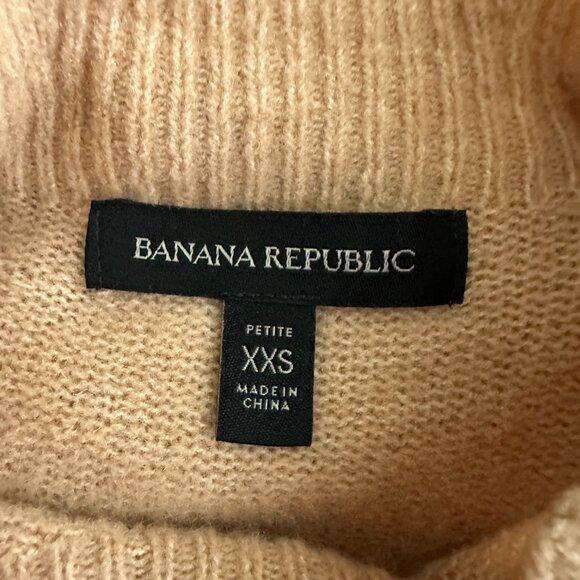 BANANA REPUBLIC
PETITE
XXS
MADE IN
CHINA